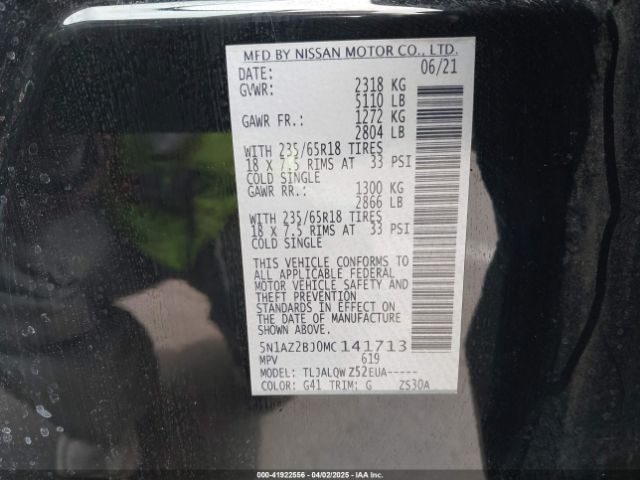 MFD BY NISSAN MOTOR CO., LTD.
DATE: 06/21
GVWR: 2318 KG
5110 LB
GAWR FR.: 1272 KG
2804 LB
WITH 235/65R18 TIRES
18 X 7.5 RIMS AT 33 PSI
COLD SINGLE
GAWR RR.: 1300 KG
2866 LB
WITH 235/65R18 TIRES
18 X 7.5 RIMS AT 33 PSI
COLD SINGLE
THIS VEHICLE CONFORMS TO
ALL APPLICABLE FEDERAL
MOTOR VEHICLE SAFETY AND
THEFT PREVENTION
STANDARDS IN EFFECT ON
THE DATE OF MANUFACTURE
SHOWN ABOVE.
5N1AZ2BJ0MC141713
MPV 619
MODEL: TLJALQW Z52EUA-----
COLOR: G41 TRIM: G ZS30A
000-41922556 - 04/02/2025 - IAAI.COM